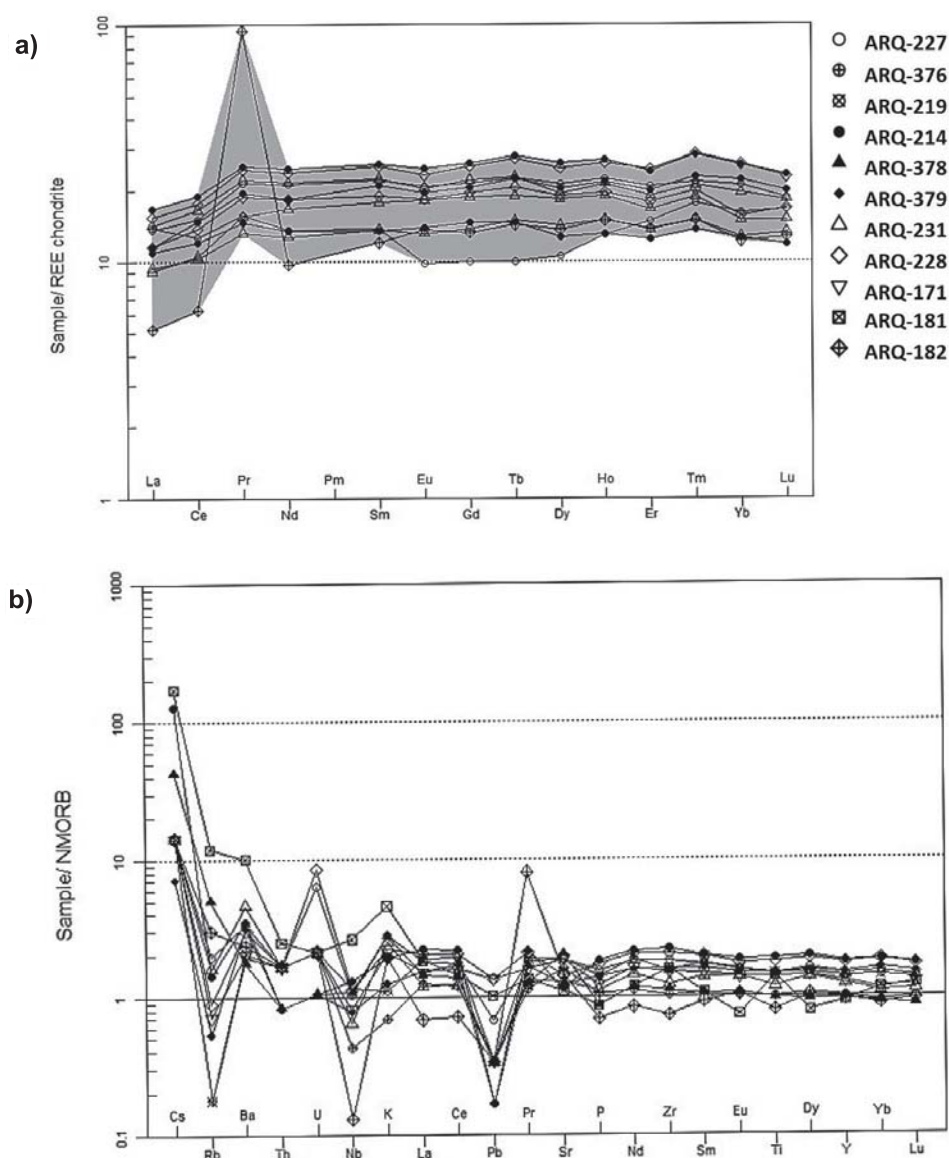 a)
100
10
1
Sample/ REE chondrite
La Pr Pm Eu Tb Ho Tm Lu
Ce Nd Sm Gd Dy Er Yb
ARQ-227
ARQ-376
ARQ-219
ARQ-214
ARQ-378
ARQ-379
ARQ-231
ARQ-228
ARQ-171
ARQ-181
ARQ-182
b)
1000
100
10
1
0.1
Sample/ NMORB
Cs Ba U K Ce Pr P Zr Eu Dy Yb
Rb Th Nb La Pb Sr Nd Sm Ti Y Lu